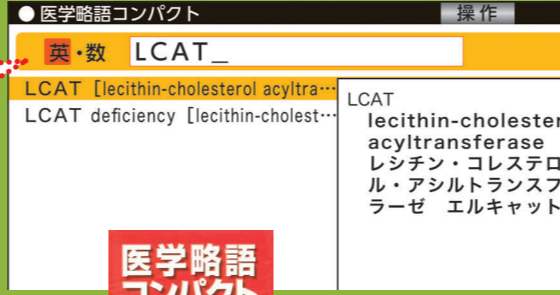 ● 医学略語コンパクト
操作
英・数 LCAT_
LCAT [lecithin-cholesterol acyltra…
LCAT deficiency [lecithin-cholest…
LCAT
lecithin-cholester
acyltransferase
レシチン・コレステロ
ル・アシルトランスフ
ラーゼ エルキャット
医学略語
コンパクト